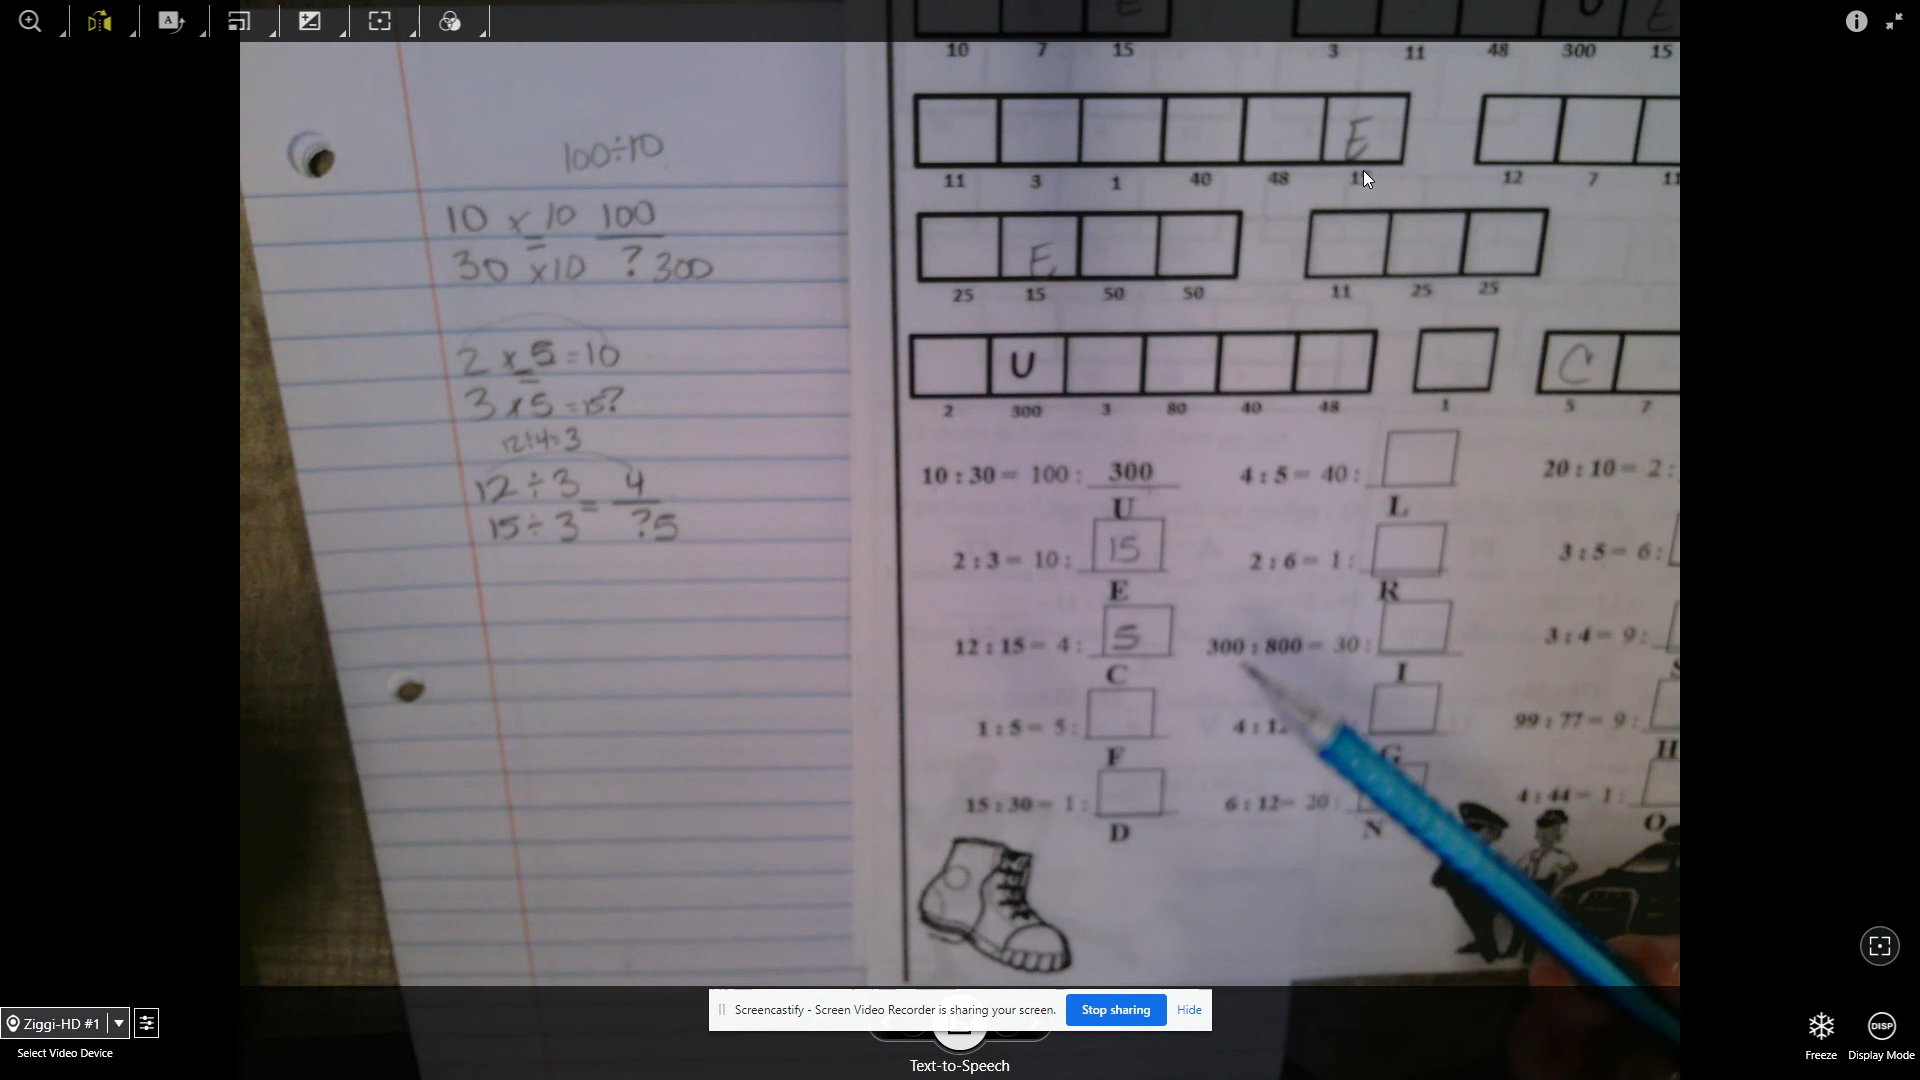 E U E
10 7 15 3 11 48 300 15
E
11 3 1 40 48 12 7 11
E
25 15 50 50 11 25 25
U C
2 300 3 80 40 48 1 5 7
100÷10
10 x 10 100
=
30 x10 ? 300
2 x 5 = 10
=
3 x 5 = 15?
12÷4=3
12 ÷ 3 = 4
15 ÷ 3 ? 5
10 : 30 = 100 : 300 4 : 5 = 40 : 20 : 10 = 2 :
U L
2 : 3 = 10 : 15 2 : 6 = 1 : 3 : 5 = 6 :
E R
12 : 15 = 4 : 5 300 : 800 = 30 : 3 : 4 = 9 :
C I S
1 : 5 = 5 : 99 : 77 = 9 :
F G H
15 : 30 = 1 : 6 : 12 = 20 : 4 : 44 = 1 :
D N O
Screencastify - Screen Video Recorder is sharing your screen. Stop sharing Hide
Ziggi-HD #1
Select Video Device
Text-to-Speech
Freeze
DISP
Display Mode